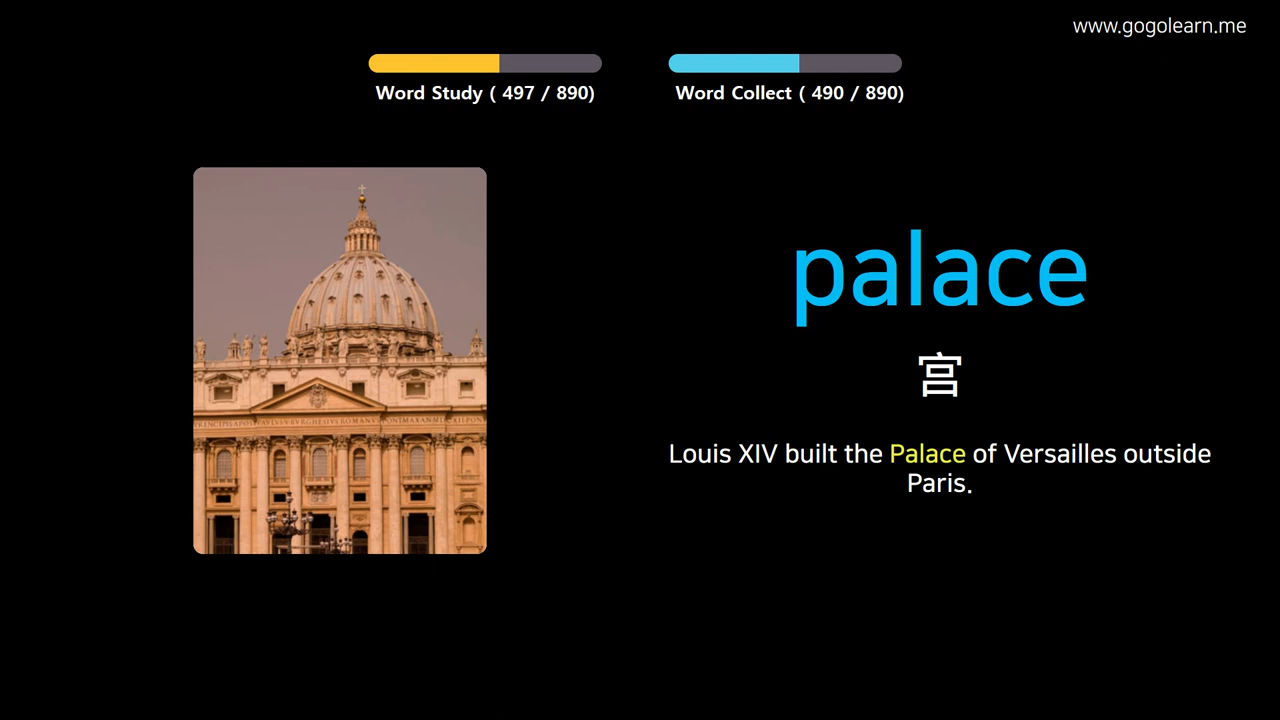 www.gogolearn.me
Word Study ( 497 / 890)
Word Collect ( 490 / 890)
palace
宫
Louis XIV built the Palace of Versailles outside
Paris.